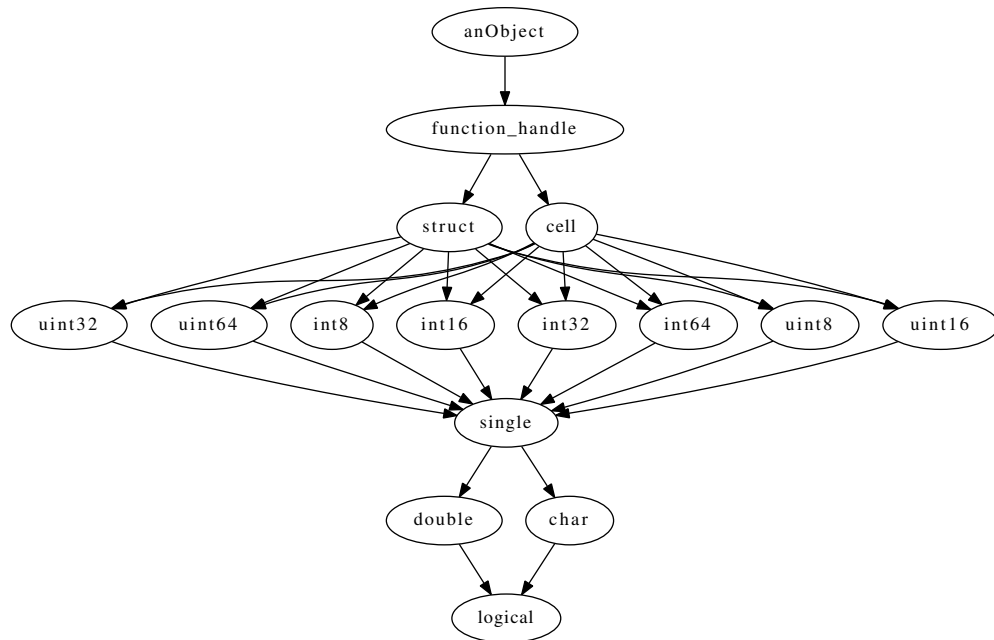 anObject
function_handle
struct
cell
uint32
uint64
int8
int16
int32
int64
uint8
uint16
single
double
char
logical